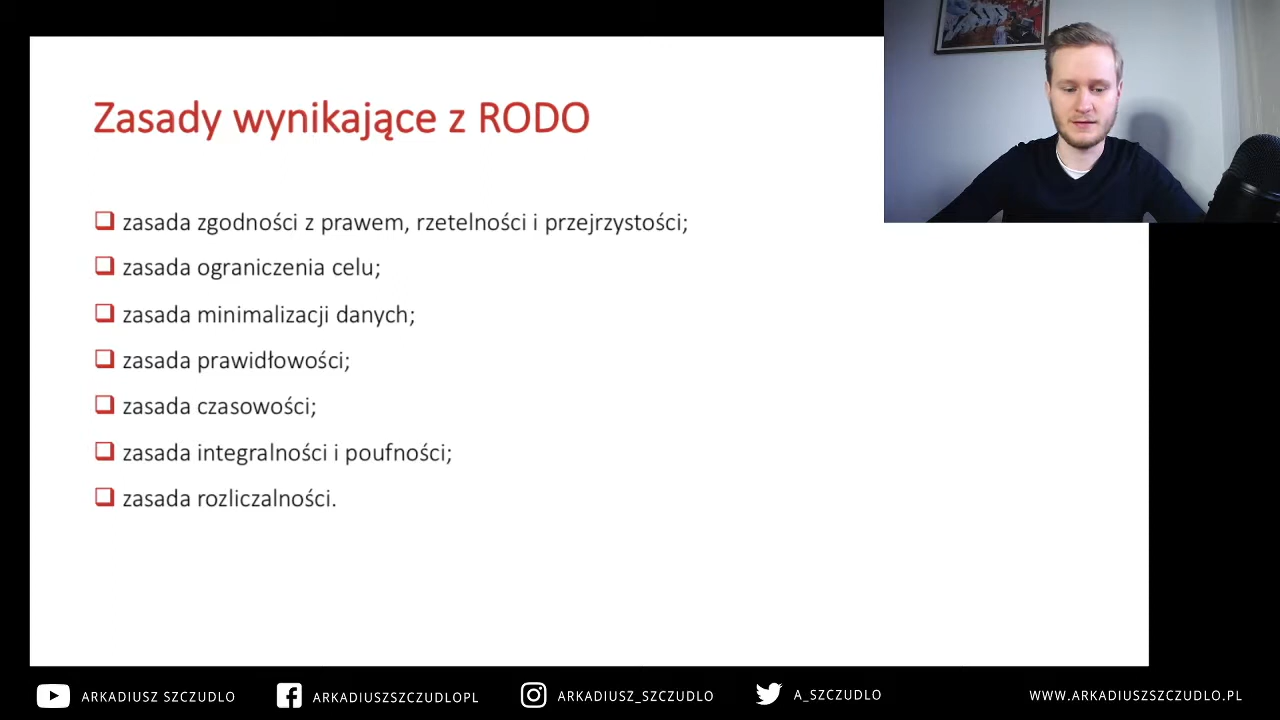 Zasady wynikające z RODO
zasada zgodności z prawem, rzetelności i przejrzystości;
zasada ograniczenia celu;
zasada minimalizacji danych;
zasada prawidłowości;
zasada czasowości;
zasada integralności i poufności;
zasada rozliczalności.
ARKADIUSZ SZCZUDLO
ARKADIUSZSZCZUDLOPL
ARKADIUSZ_SZCZUDLO
A_SZCZUDLO
WWW.ARKADIUSZSZCZUDLO.PL